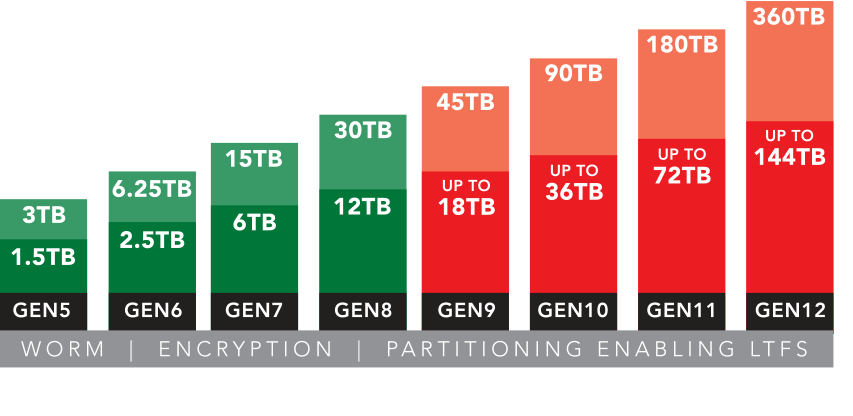 3TB
1.5TB
GEN5
6.25TB
2.5TB
GEN6
15TB
6TB
GEN7
30TB
12TB
GEN8
45TB
UP TO
18TB
GEN9
90TB
UP TO
36TB
GEN10
180TB
UP TO
72TB
GEN11
360TB
UP TO
144TB
GEN12
WORM | ENCRYPTION | PARTITIONING ENABLING LTFS